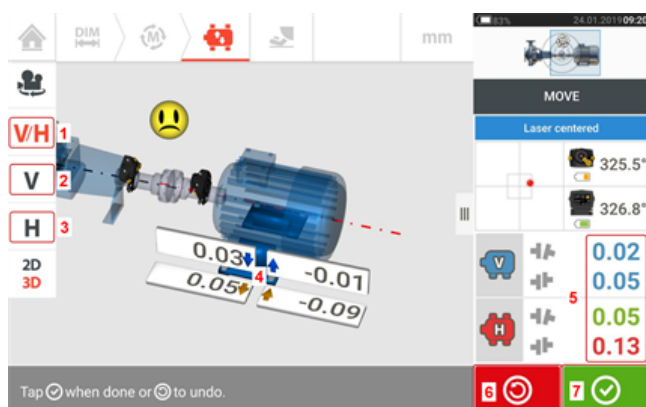 DIM
M
mm
83%
24.01.2019 09:20
MOVE
Laser centered
325.5°
326.8°
V/H 1
V 2
H 3
2D
3D
0.03
-0.01
4
0.05
-0.09
V
0.02
0.05
5
H
0.05
0.13
Tap when done or to undo.
6
7